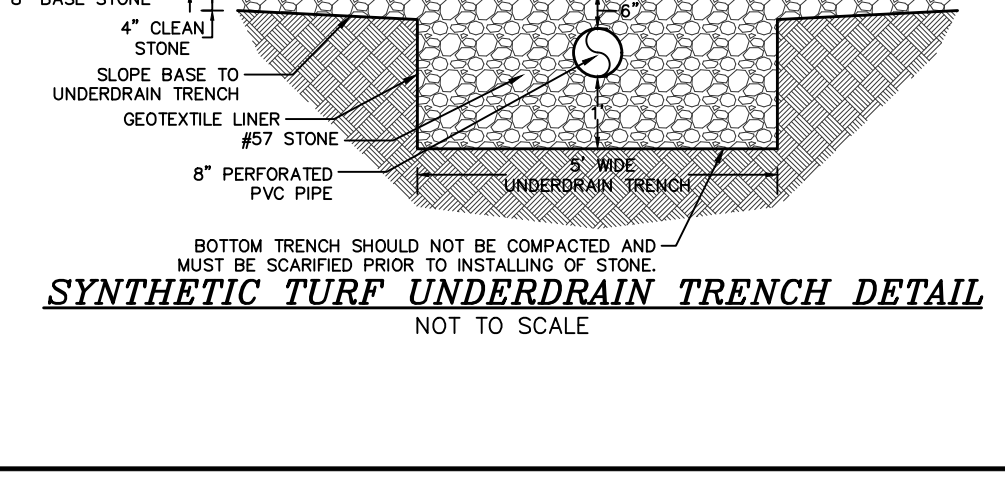 BASE STONE
6"
4" CLEAN
STONE
SLOPE BASE TO
UNDERDRAIN TRENCH
GEOTEXTILE LINER
#57 STONE
8" PERFORATED
PVC PIPE
5' WIDE
UNDERDRAIN TRENCH
BOTTOM TRENCH SHOULD NOT BE COMPACTED AND
MUST BE SCARIFIED PRIOR TO INSTALLING OF STONE.
SYNTHETIC TURF UNDERDRAIN TRENCH DETAIL
NOT TO SCALE